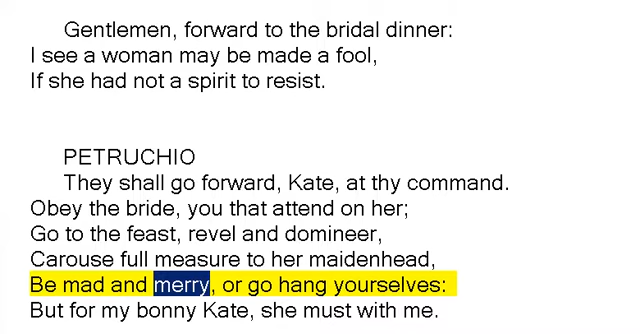 Gentlemen, forward to the bridal dinner:
I see a woman may be made a fool,
If she had not a spirit to resist.
PETRUCHIO
They shall go forward, Kate, at thy command.
Obey the bride, you that attend on her;
Go to the feast, revel and domineer,
Carouse full measure to her maidenhead,
Be mad and merry, or go hang yourselves:
But for my bonny Kate, she must with me.